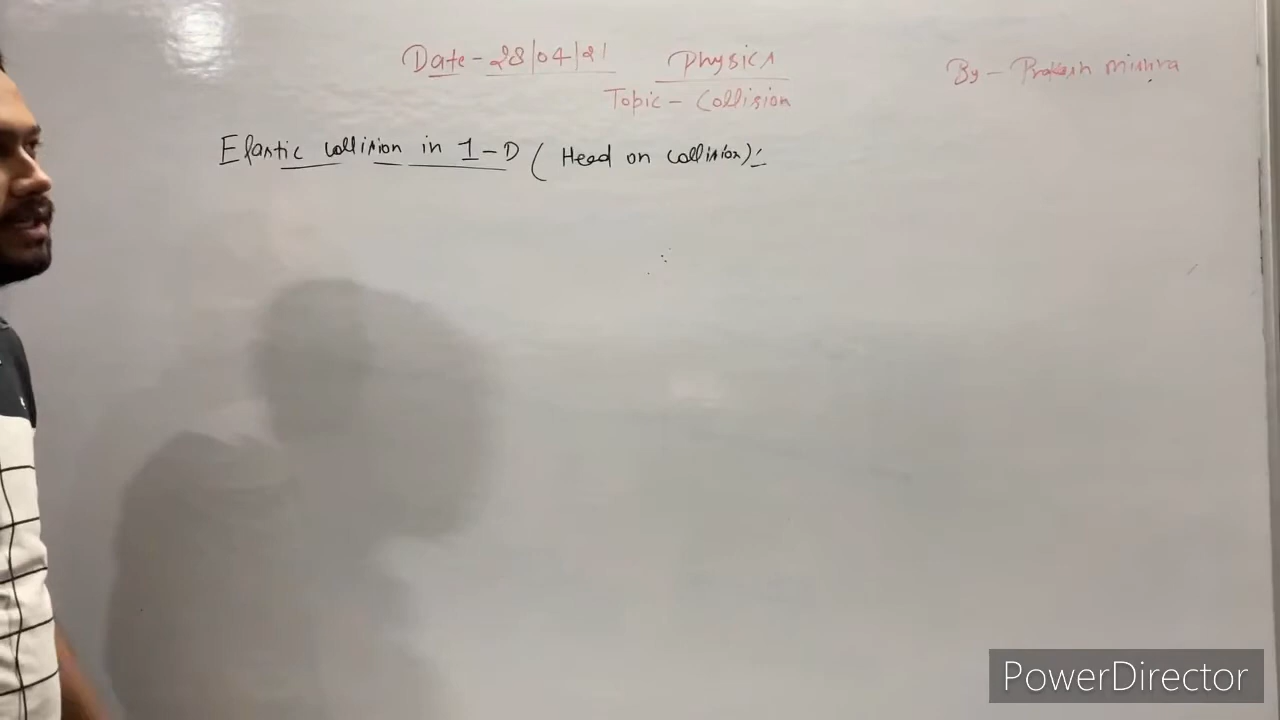 Date - 28/04/21 Physics By - Prakash Mishra
Topic - Collision
Elastic collision in 1-D ( Head on collision):-
PowerDirector